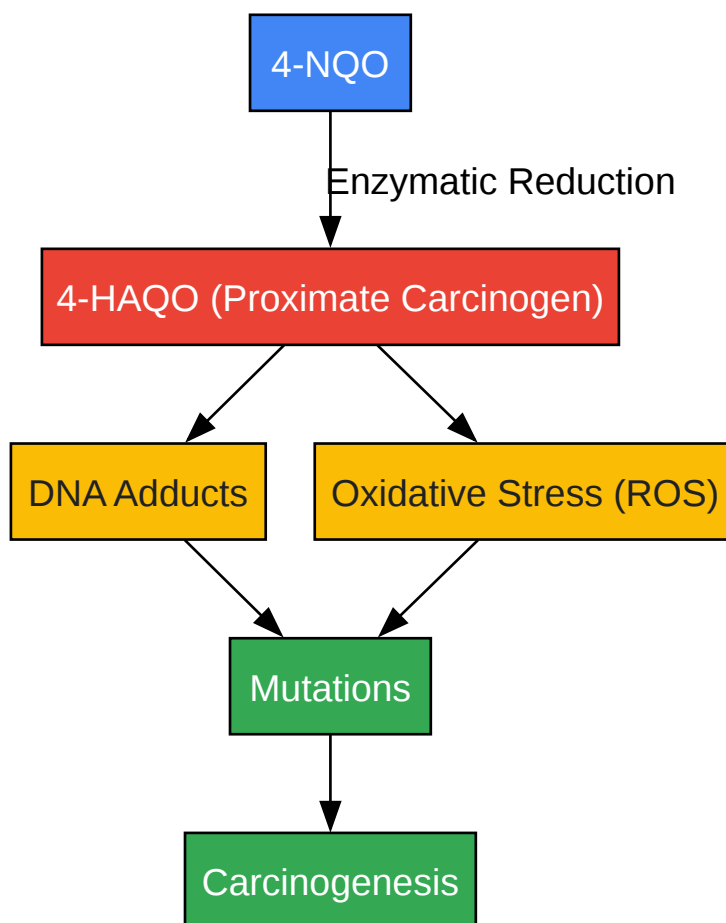 4-NQO
Enzymatic Reduction
4-HAQO (Proximate Carcinogen)
DNA Adducts
Oxidative Stress (ROS)
Mutations
Carcinogenesis